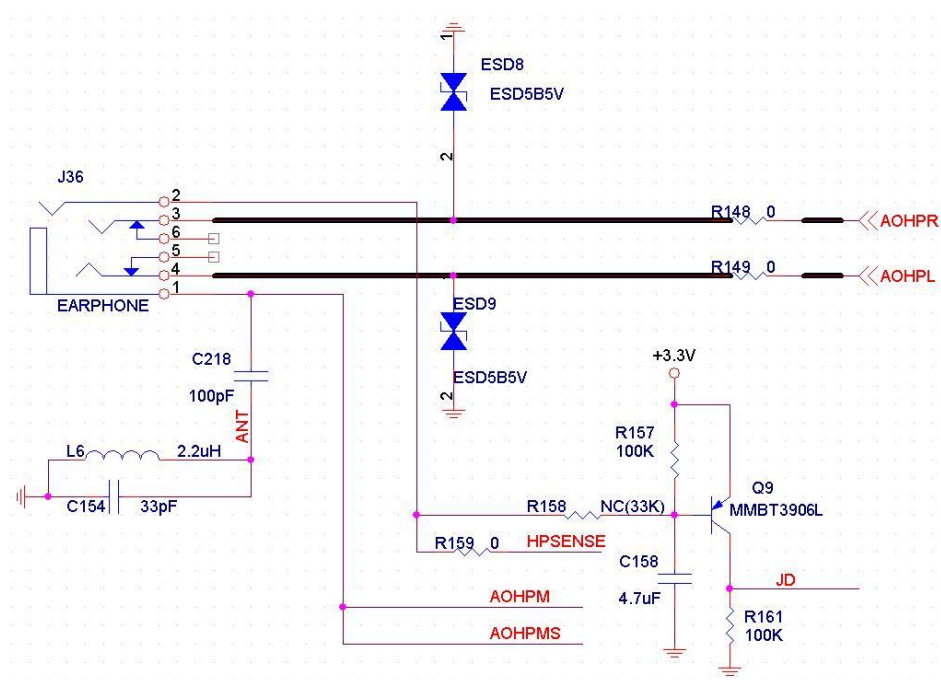 1
ESD8
ESD5B5V
2
J36
2
3
R148 0
AOHPR
6
5
4
R149 0
AOHPL
1
EARPHONE
1
ESD9
C218
100pF
ESD5B5V
2
ANT
+3.3V
R157
100K
L6 2.2uH
C154 33pF
R158 NC(33K)
Q9
MMBT3906L
R159 0 HPSENSE
C158
4.7uF
JD
AOHPM
R161
100K
AOHPMS